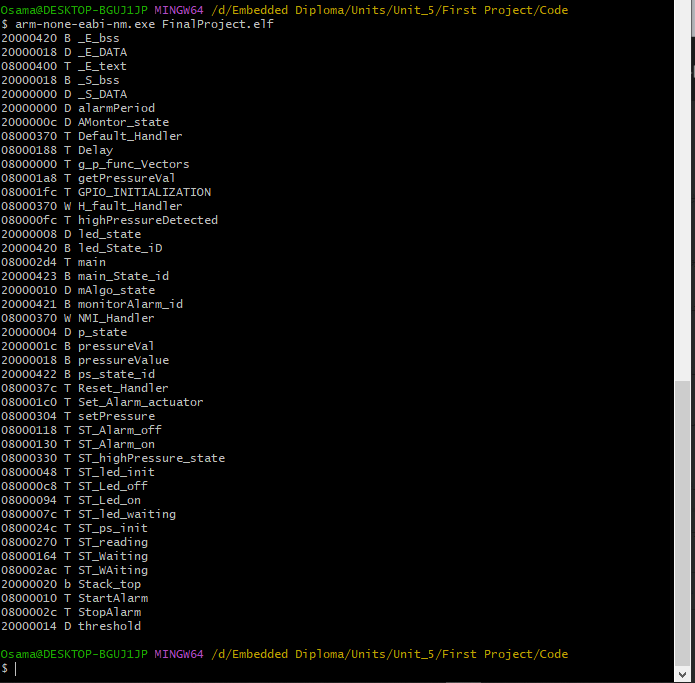 Osama@DESKTOP-BGUJ1JP MINGW64 /d/Embedded Diploma/Units/Unit_5/First Project/Code
$ arm-none-eabi-nm.exe FinalProject.elf
20000420 B _E_bss
20000018 D _E_DATA
08000400 T _E_text
20000018 B _S_bss
20000000 D _S_DATA
20000000 D alarmPeriod
2000000c D AMontor_state
08000370 T Default_Handler
08000188 T Delay
08000000 T g_p_func_Vectors
080001a8 T getPressureVal
080001fc T GPIO_INITIALIZATION
08000370 W H_fault_Handler
080000fc T highPressureDetected
20000008 D led_state
20000420 B led_State_iD
080002d4 T main
20000423 B main_State_id
20000010 D mAlgo_state
20000421 B monitorAlarm_id
08000370 W NMI_Handler
20000004 D p_state
2000001c B pressureVal
20000018 B pressureValue
20000422 B ps_state_id
0800037c T Reset_Handler
080001c0 T Set_Alarm_actuator
08000304 T setPressure
08000118 T ST_Alarm_off
08000130 T ST_Alarm_on
08000330 T ST_highPressure_state
08000048 T ST_led_init
080000c8 T ST_Led_off
08000094 T ST_Led_on
0800007c T ST_led_waiting
0800024c T ST_ps_init
08000270 T ST_reading
08000164 T ST_Waiting
080002ac T ST_WAiting
20000020 b Stack_top
08000010 T StartAlarm
0800002c T StopAlarm
20000014 D threshold
Osama@DESKTOP-BGUJ1JP MINGW64 /d/Embedded Diploma/Units/Unit_5/First Project/Code
$